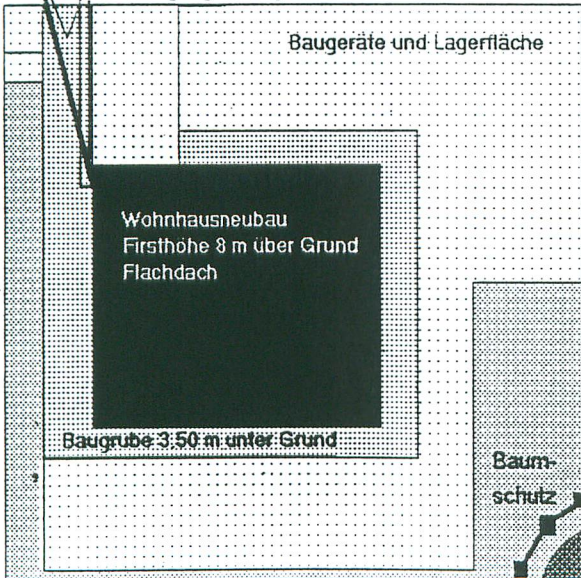 Baugeräte und Lagerfläche
Wohnhausneubau
Firsthöhe 8 m über Grund
Flachdach
Baugrube 3.50 m unter Grund
Baum-
schutz